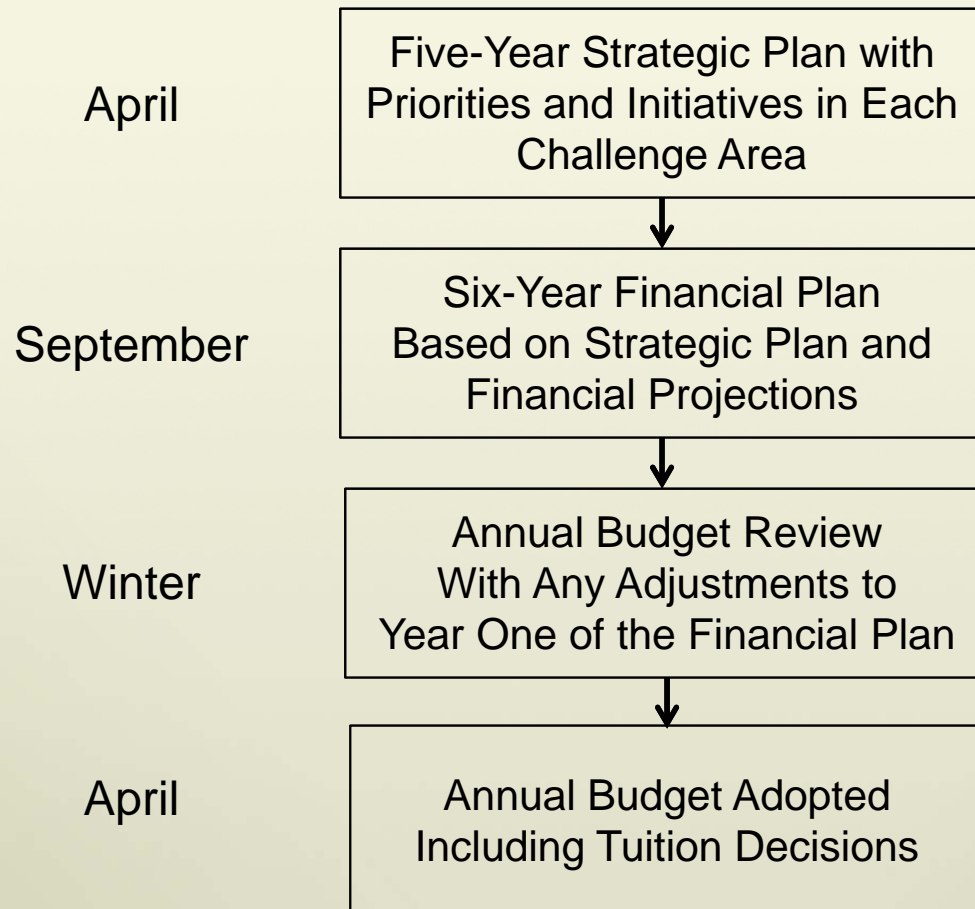 April
Five-Year Strategic Plan with
Priorities and Initiatives in Each
Challenge Area
September
Six-Year Financial Plan
Based on Strategic Plan and
Financial Projections
Winter
Annual Budget Review
With Any Adjustments to
Year One of the Financial Plan
April
Annual Budget Adopted
Including Tuition Decisions